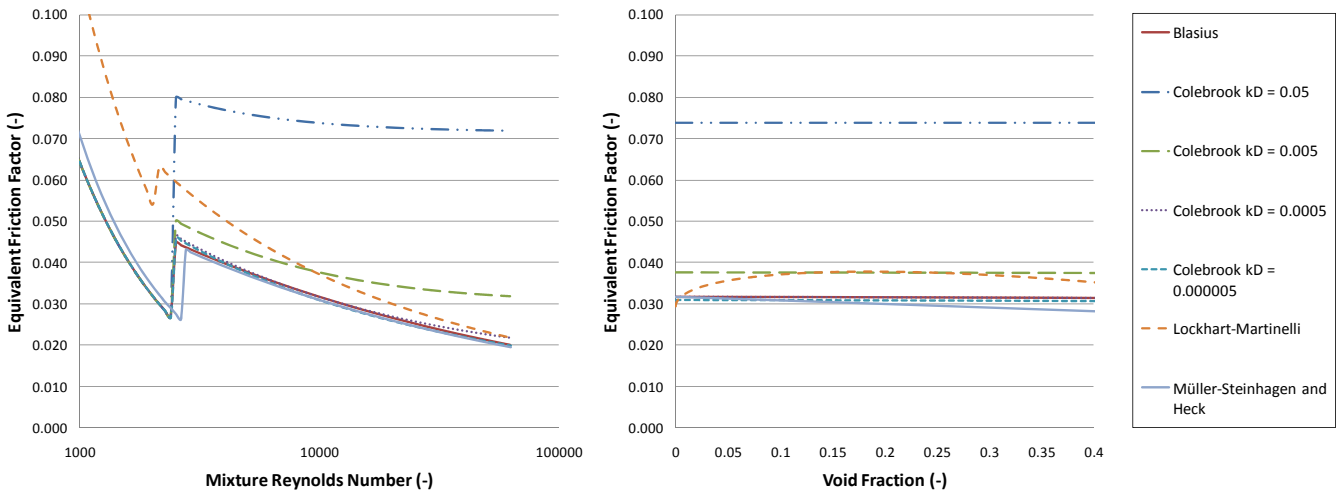 0.100
0.090
0.080
0.070
0.060
0.050
0.040
0.030
0.020
0.010
0.000
Equivalent Friction Factor (-)
1000
10000
100000
Mixture Reynolds Number (-)
0.100
0.090
0.080
0.070
0.060
0.050
0.040
0.030
0.020
0.010
0.000
Equivalent Friction Factor (-)
0
0.05
0.1
0.15
0.2
0.25
0.3
0.35
0.4
Void Fraction (-)
Blasius
Colebrook kD = 0.05
Colebrook kD = 0.005
Colebrook kD = 0.0005
Colebrook kD =
0.000005
Lockhart-Martinelli
Müller-Steinhagen and
Heck